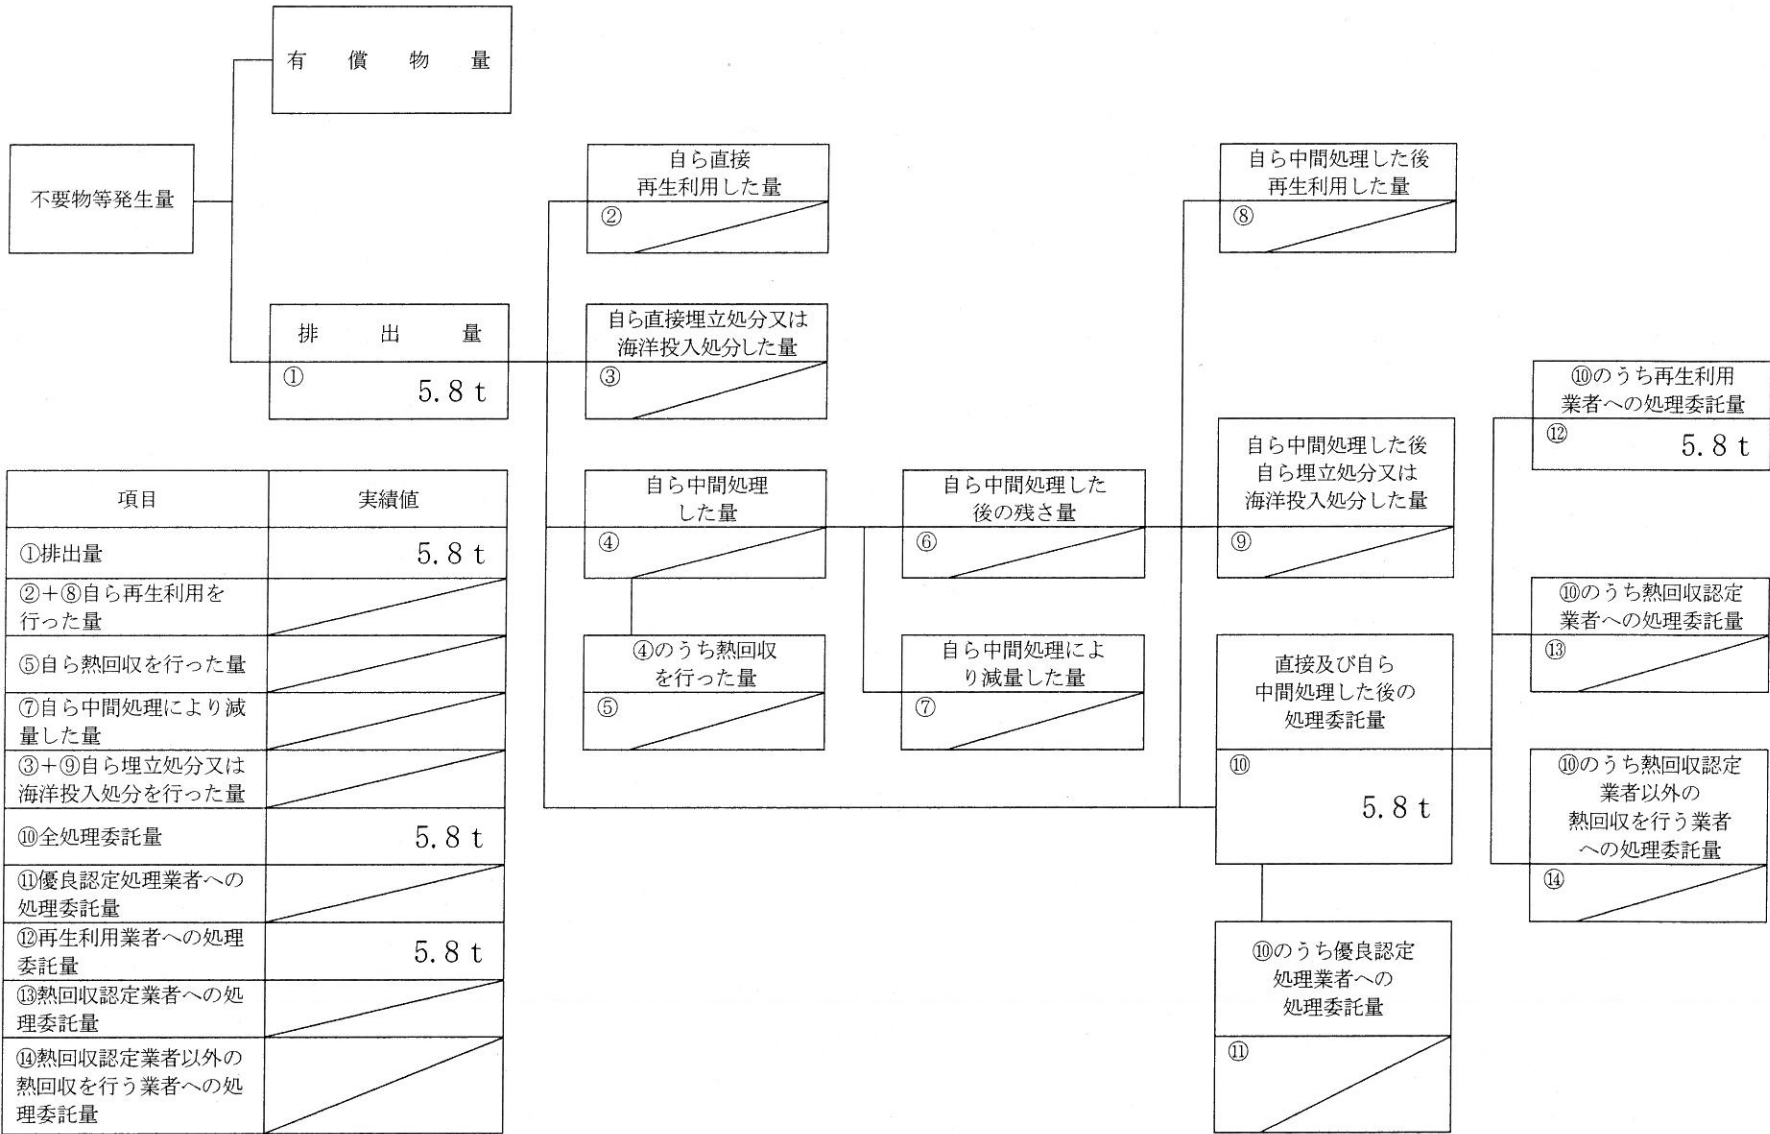 有償物量
不要物等発生量
排出量
①
5.8 t
自ら直接
再生利用した量
②
自ら直接埋立処分又は
海洋投入処分した量
③
自ら中間処理
した量
④
④のうち熱回収
を行った量
⑤
自ら中間処理した
後の残さ量
⑥
自ら中間処理によ
り減量した量
⑦
自ら中間処理した後
再生利用した量
⑧
自ら中間処理した後
自ら埋立処分又は
海洋投入処分した量
⑨
直接及び自ら
中間処理した後の
処理委託量
⑩
5.8 t
⑩のうち優良認定
処理業者への
処理委託量
⑪
⑩のうち再生利用
業者への処理委託量
⑫
5.8 t
⑩のうち熱回収認定
業者への処理委託量
⑬
⑩のうち熱回収認定
業者以外の
熱回収を行う業者
への処理委託量
⑭
項目 実績値
①排出量 5.8 t
②+⑧自ら再生利用を
行った量
⑤自ら熱回収を行った量
⑦自ら中間処理により減
量した量
③+⑨自ら埋立処分又は
海洋投入処分を行った量
⑩全処理委託量 5.8 t
⑪優良認定処理業者への
処理委託量
⑫再生利用業者への処理
委託量
5.8 t
⑬熱回収認定業者への処
理委託量
⑭熱回収認定業者以外の
熱回収を行う業者への処
理委託量